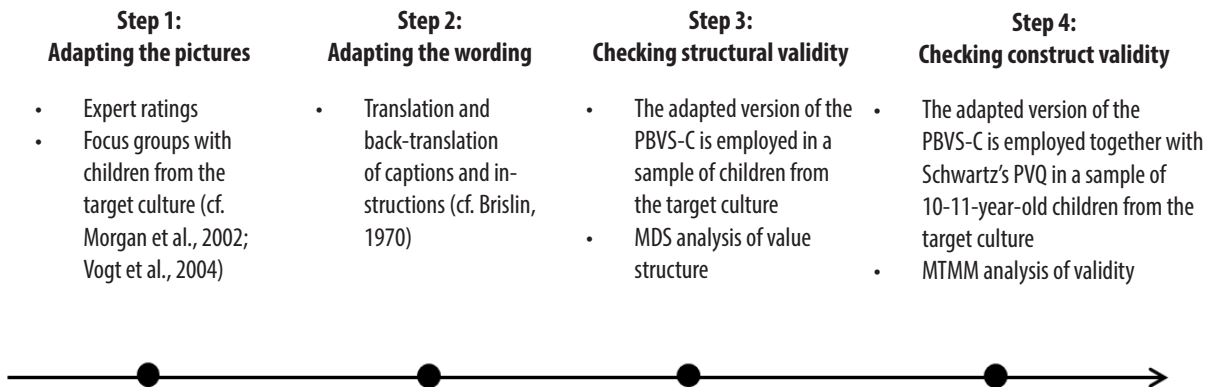 Step 1:
Adapting the pictures
• Expert ratings
• Focus groups with
children from the
target culture (cf.
Morgan et al., 2002;
Vogt et al., 2004)
Step 2:
Adapting the wording
• Translation and
back-translation
of captions and in-
structions (cf. Brislin,
1970)
Step 3:
Checking structural validity
• The adapted version of the
PBVS-C is employed in a
sample of children from
the target culture
• MDS analysis of value
structure
Step 4:
Checking construct validity
• The adapted version of the
PBVS-C is employed together with
Schwartz’s PVQ in a sample of
10-11-year-old children from the
target culture
• MTMM analysis of validity